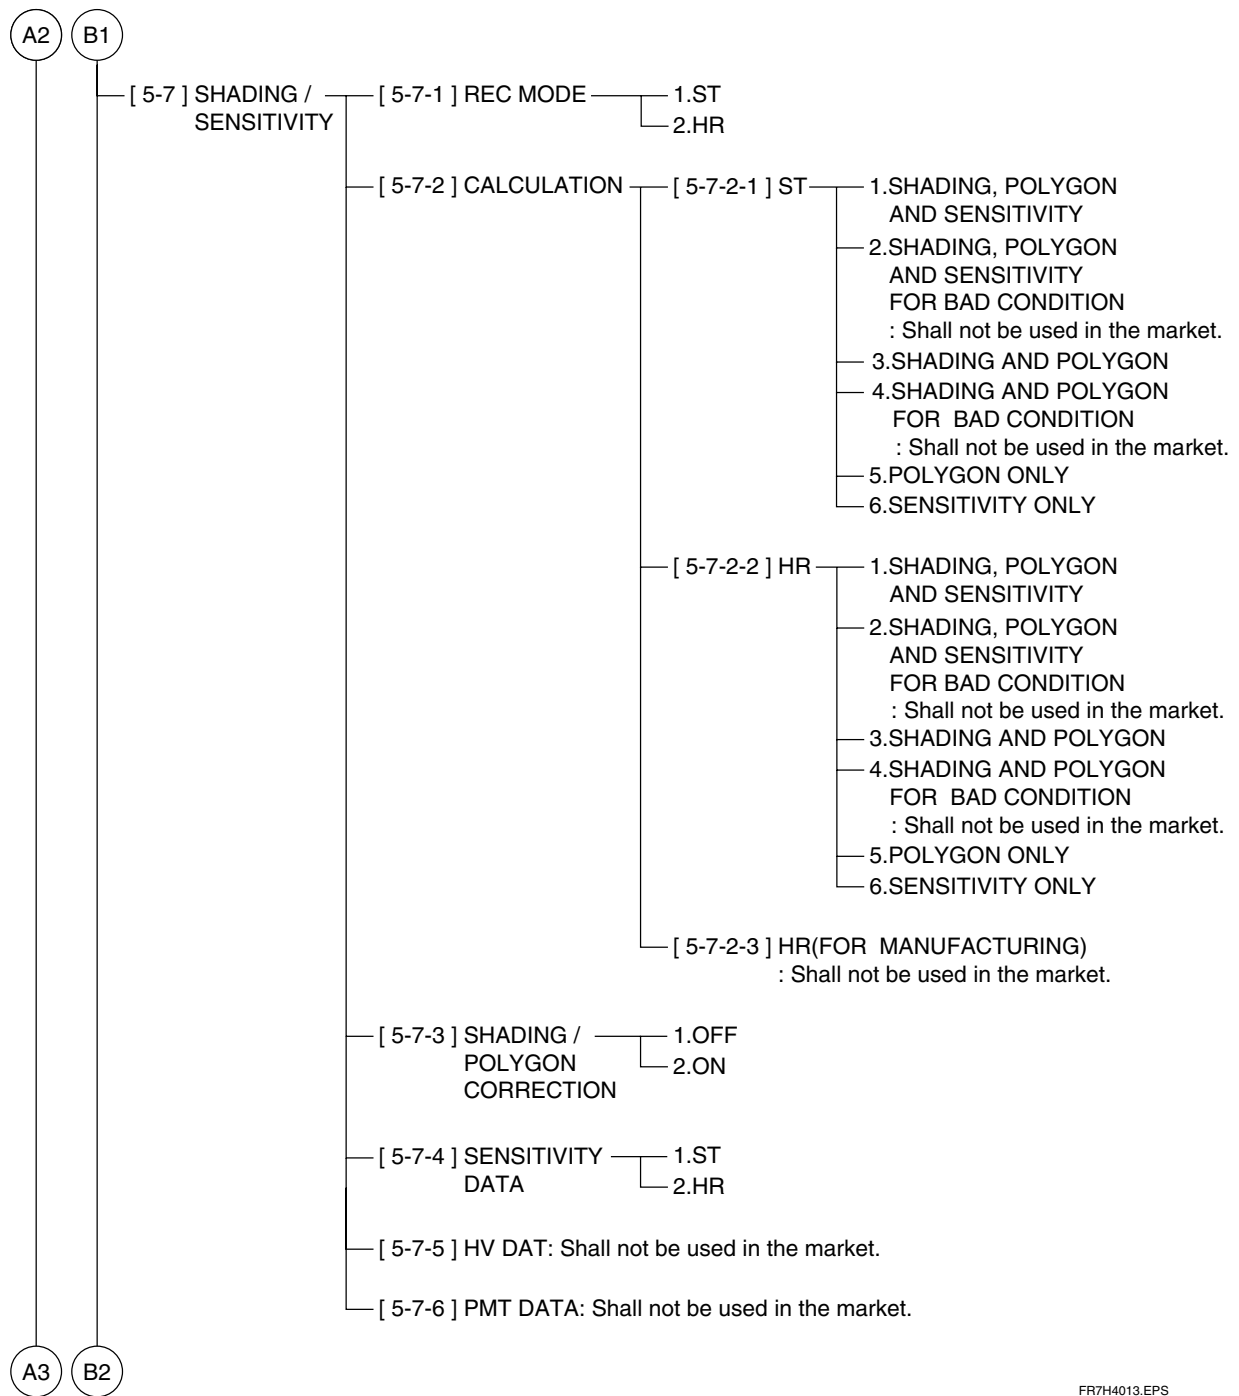 A2 B1
[ 5-7 ] SHADING / [ 5-7-1 ] REC MODE 1.ST
SENSITIVITY 2.HR
[ 5-7-2 ] CALCULATION [ 5-7-2-1 ] ST 1.SHADING, POLYGON
AND SENSITIVITY
2.SHADING, POLYGON
AND SENSITIVITY
FOR BAD CONDITION
: Shall not be used in the market.
3.SHADING AND POLYGON
4.SHADING AND POLYGON
FOR BAD CONDITION
: Shall not be used in the market.
5.POLYGON ONLY
6.SENSITIVITY ONLY
[ 5-7-2-2 ] HR 1.SHADING, POLYGON
AND SENSITIVITY
2.SHADING, POLYGON
AND SENSITIVITY
FOR BAD CONDITION
: Shall not be used in the market.
3.SHADING AND POLYGON
4.SHADING AND POLYGON
FOR BAD CONDITION
: Shall not be used in the market.
5.POLYGON ONLY
6.SENSITIVITY ONLY
[ 5-7-2-3 ] HR(FOR MANUFACTURING)
: Shall not be used in the market.
[ 5-7-3 ] SHADING / 1.OFF
POLYGON 2.ON
CORRECTION
[ 5-7-4 ] SENSITIVITY 1.ST
DATA 2.HR
[ 5-7-5 ] HV DAT: Shall not be used in the market.
[ 5-7-6 ] PMT DATA: Shall not be used in the market.
A3 B2
FR7H4013.EPS